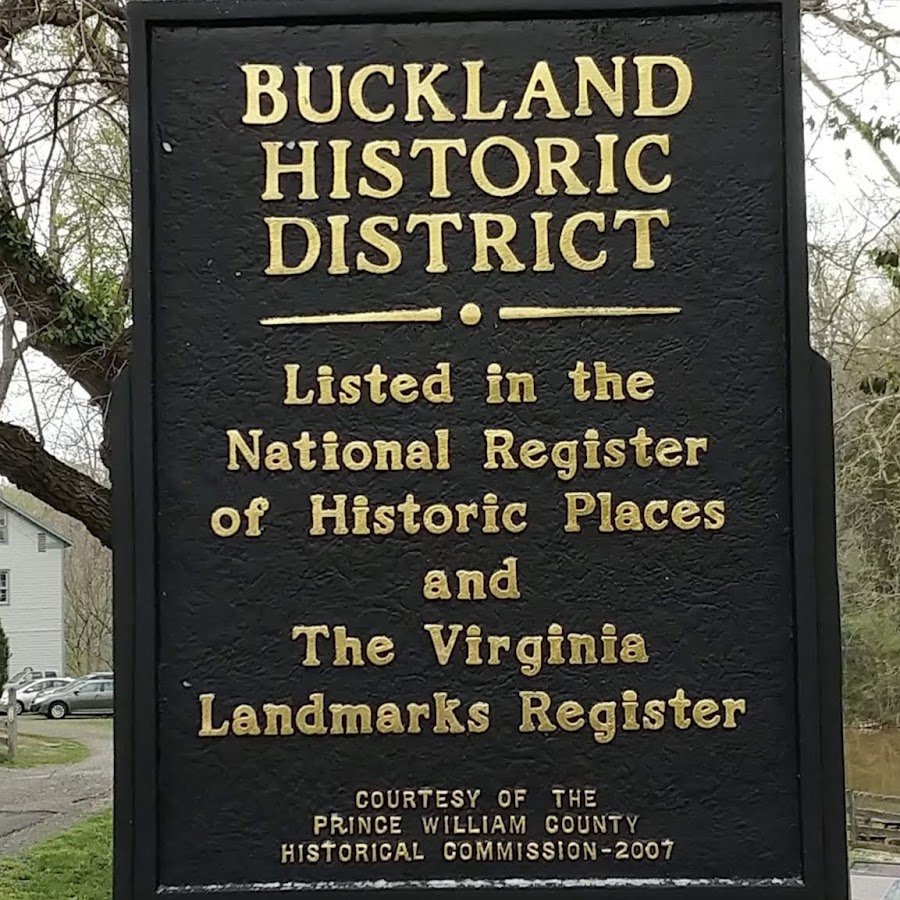 BUCKLAND
HISTORIC
DISTRICT
Listed in the
National Register
of Historic Places
and
The Virginia
Landmarks Register
COURTESY OF THE
PRINCE WILLIAM COUNTY
HISTORICAL COMMISSION-2007